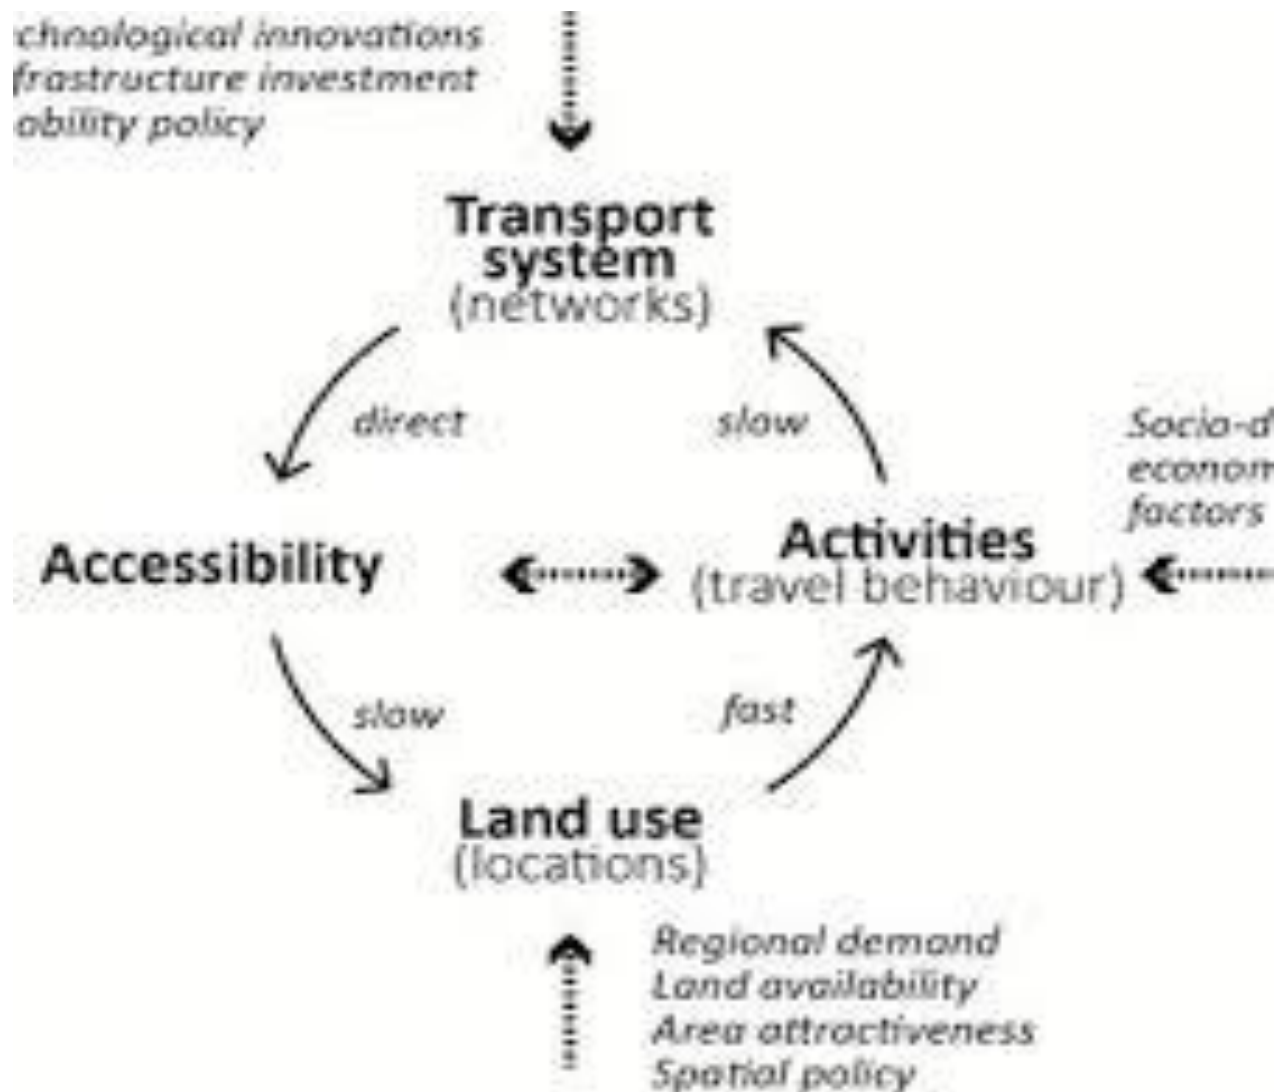 chnological innovations
frastructure investment
obility policy
Transport
system
(networks)
direct
slow
Socio-d
econom
factors
Accessibility
Activities
(travel behaviour)
slow
fast
Land use
(locations)
Regional demand
Land availability
Area attractiveness
Spatial policy